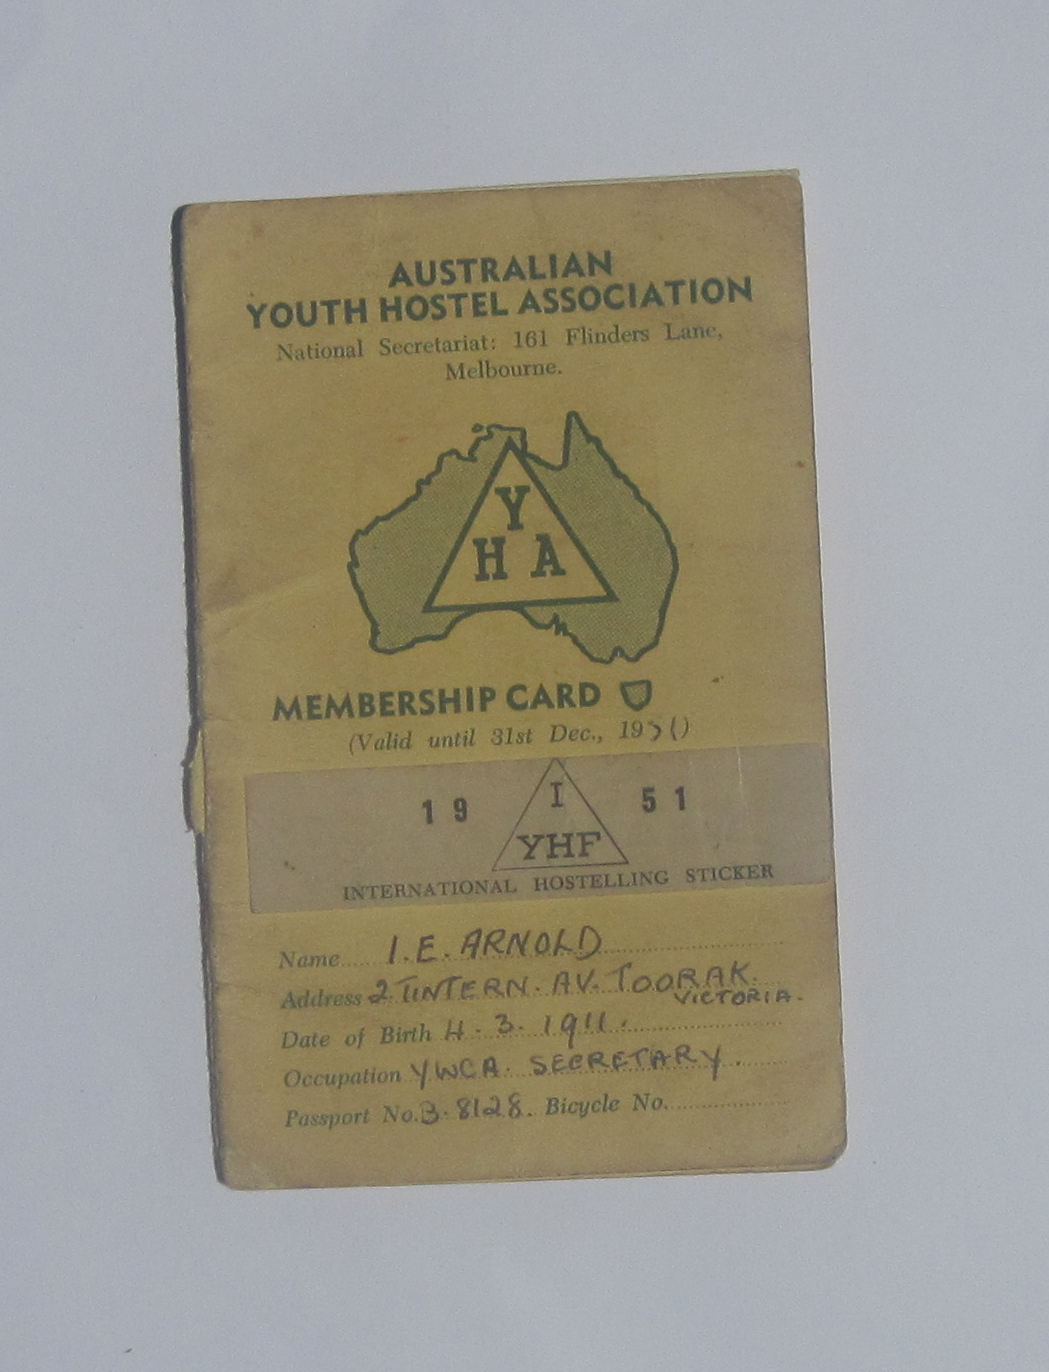 AUSTRALIAN
YOUTH HOSTEL ASSOCIATION
National Secretariat: 161 Flinders Lane,
Melbourne.
Y
H A
MEMBERSHIP CARD
(Valid until 31st Dec., 195
19 I 51
YHF
INTERNATIONAL HOSTELLING STICKER
Name I.E. ARNOLD
Address 2 TINTERN. AV. TOORAK.
VICTORIA.
Date of Birth 4.3.1911.
Occupation YWCA. SECRETARY.
Passport No. B.8128. Bicycle No.